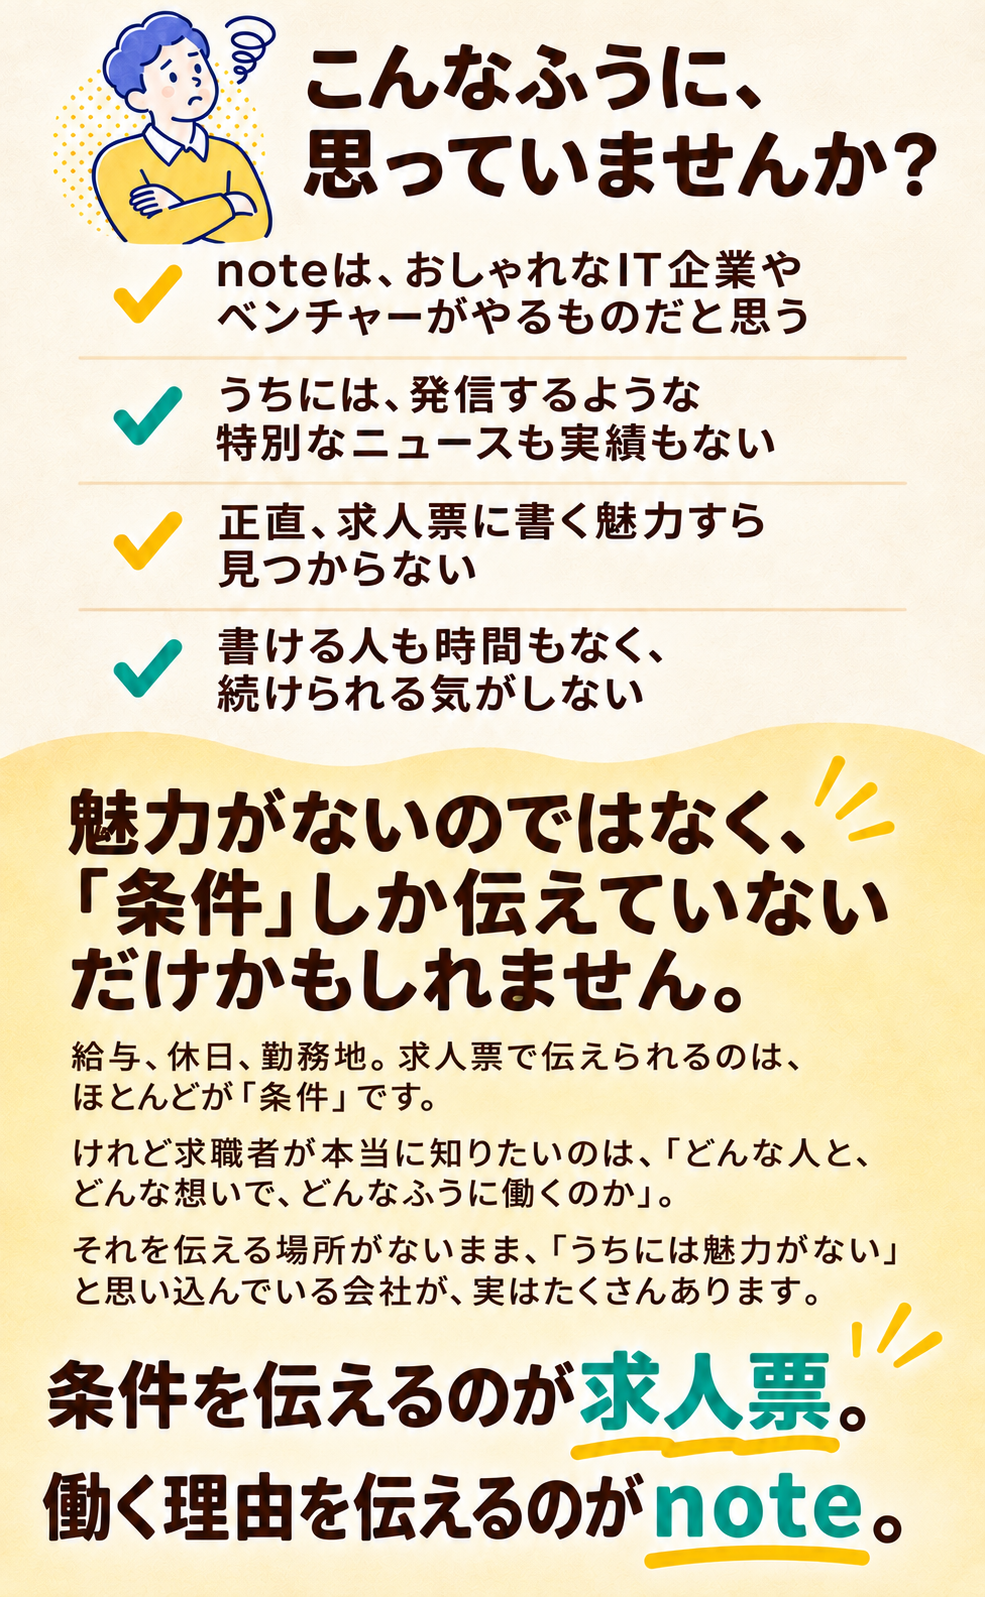 こんなふうに、
思っていませんか?
noteは、おしゃれなIT企業や
ベンチャーがやるものだと思う
うちには、発信するような
特別なニュースも実績もない
正直、求人票に書く魅力すら
見つからない
書ける人も時間もなく、
続けられる気がしない
魅力がないのではなく、
「条件」しか伝えていない
だけかもしれません。
給与、休日、勤務地。求人票で伝えられるのは、
ほとんどが「条件」です。
けれど求職者が本当に知りたいのは、「どんな人と、
どんな想いで、どんなふうに働くのか」。
それを伝える場所がないまま、「うちには魅力がない」
と思い込んでいる会社が、実はたくさんあります。
条件を伝えるのが求人票。
働く理由を伝えるのがnote。